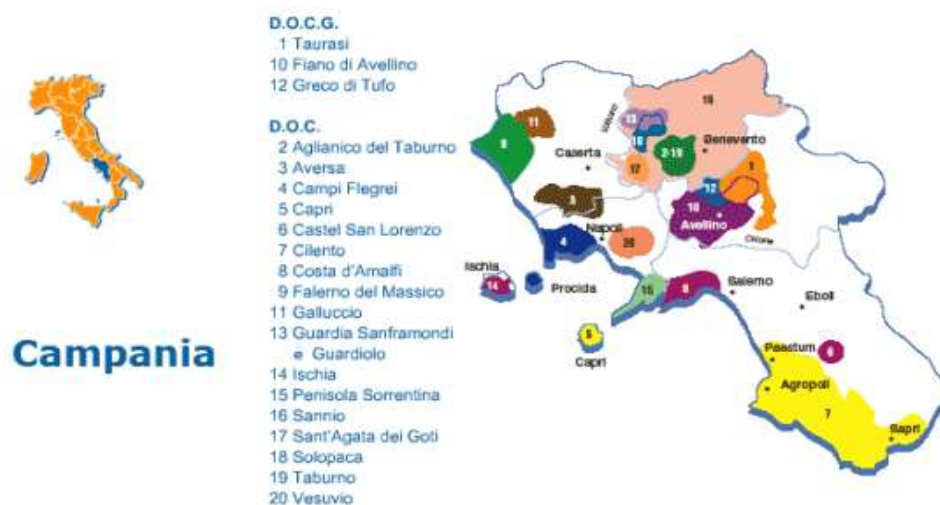 D.O.C.G.
1 Taurasi
10 Fiano di Avellino
12 Greco di Tufo
D.O.C.
2 Aglianico del Taburno
3 Aversa
4 Campi Flegrei
5 Capri
6 Castel San Lorenzo
7 Cilento
8 Costa d'Amalfi
9 Falerno del Massico
11 Galluccio
13 Guardia Sanframondi
e Guardiolo
14 Ischia
15 Penisola Sorrentina
16 Sannio
17 Sant'Agata dei Goti
18 Solopaca
19 Taburno
20 Vesuvio
Campania
16
11
13
9
18
2-19
Benevento
Caserta
17
1
12
3
10
Avellino
Napoli
4
20
Ischia
14
Procida
15
8
Salerno
Eboli
5
Capri
Paestum
6
Agropoli
7
Sapri